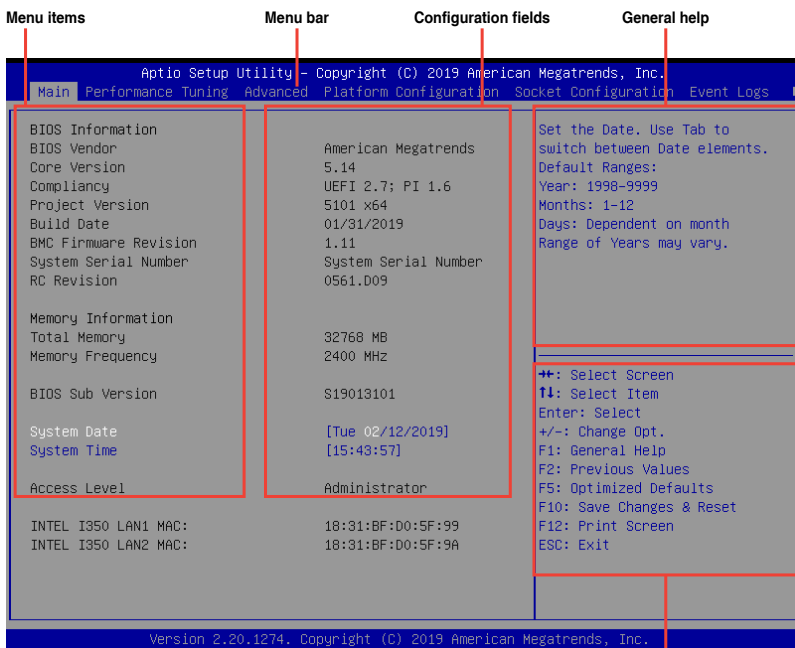 Menu items Menu bar Configuration fields General help
Aptio Setup Utility – Copyright (C) 2019 American Megatrends, Inc.
Main Performance Tuning Advanced Platform Configuration Socket Configuration Event Logs
BIOS Information
BIOS Vendor American Megatrends
Core Version 5.14
Compliancy UEFI 2.7; PI 1.6
Project Version 5101 x64
Build Date 01/31/2019
BMC Firmware Revision 1.11
System Serial Number System Serial Number
RC Revision 0561.D09
Memory Information
Total Memory 32768 MB
Memory Frequency 2400 MHz
BIOS Sub Version S19013101
System Date [Tue 02/12/2019]
System Time [15:43:57]
Access Level Administrator
INTEL I350 LAN1 MAC: 18:31:BF:D0:5F:99
INTEL I350 LAN2 MAC: 18:31:BF:D0:5F:9A
Set the Date. Use Tab to
switch between Date elements.
Default Ranges:
Year: 1998-9999
Months: 1-12
Days: Dependent on month
Range of Years may vary.
→←: Select Screen
↑↓: Select Item
Enter: Select
+/-: Change Opt.
F1: General Help
F2: Previous Values
F5: Optimized Defaults
F10: Save Changes & Reset
F12: Print Screen
ESC: Exit
Version 2.20.1274. Copyright (C) 2019 American Megatrends, Inc.